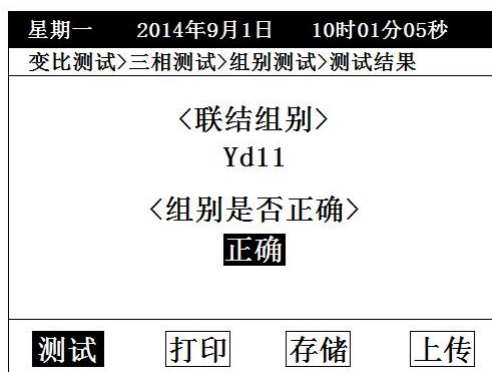 星期一 2014年9月1日 10时01分05秒
变比测试>三相测试>组别测试>测试结果
<联结组别>
Yd11
<组别是否正确>
正确
测试 打印 存储 上传